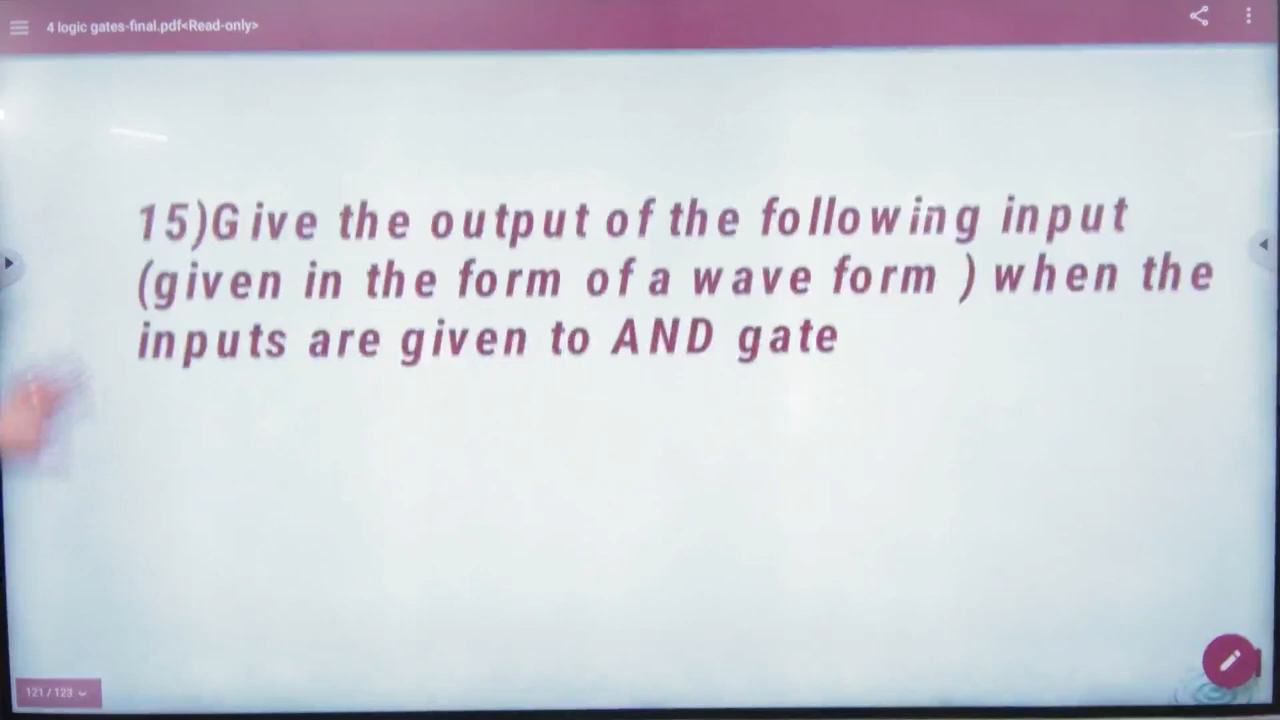 4 logic gates-final.pdf<Read-only>
15)Give the output of the following input
(given in the form of a wave form ) when the
inputs are given to AND gate
121 / 123